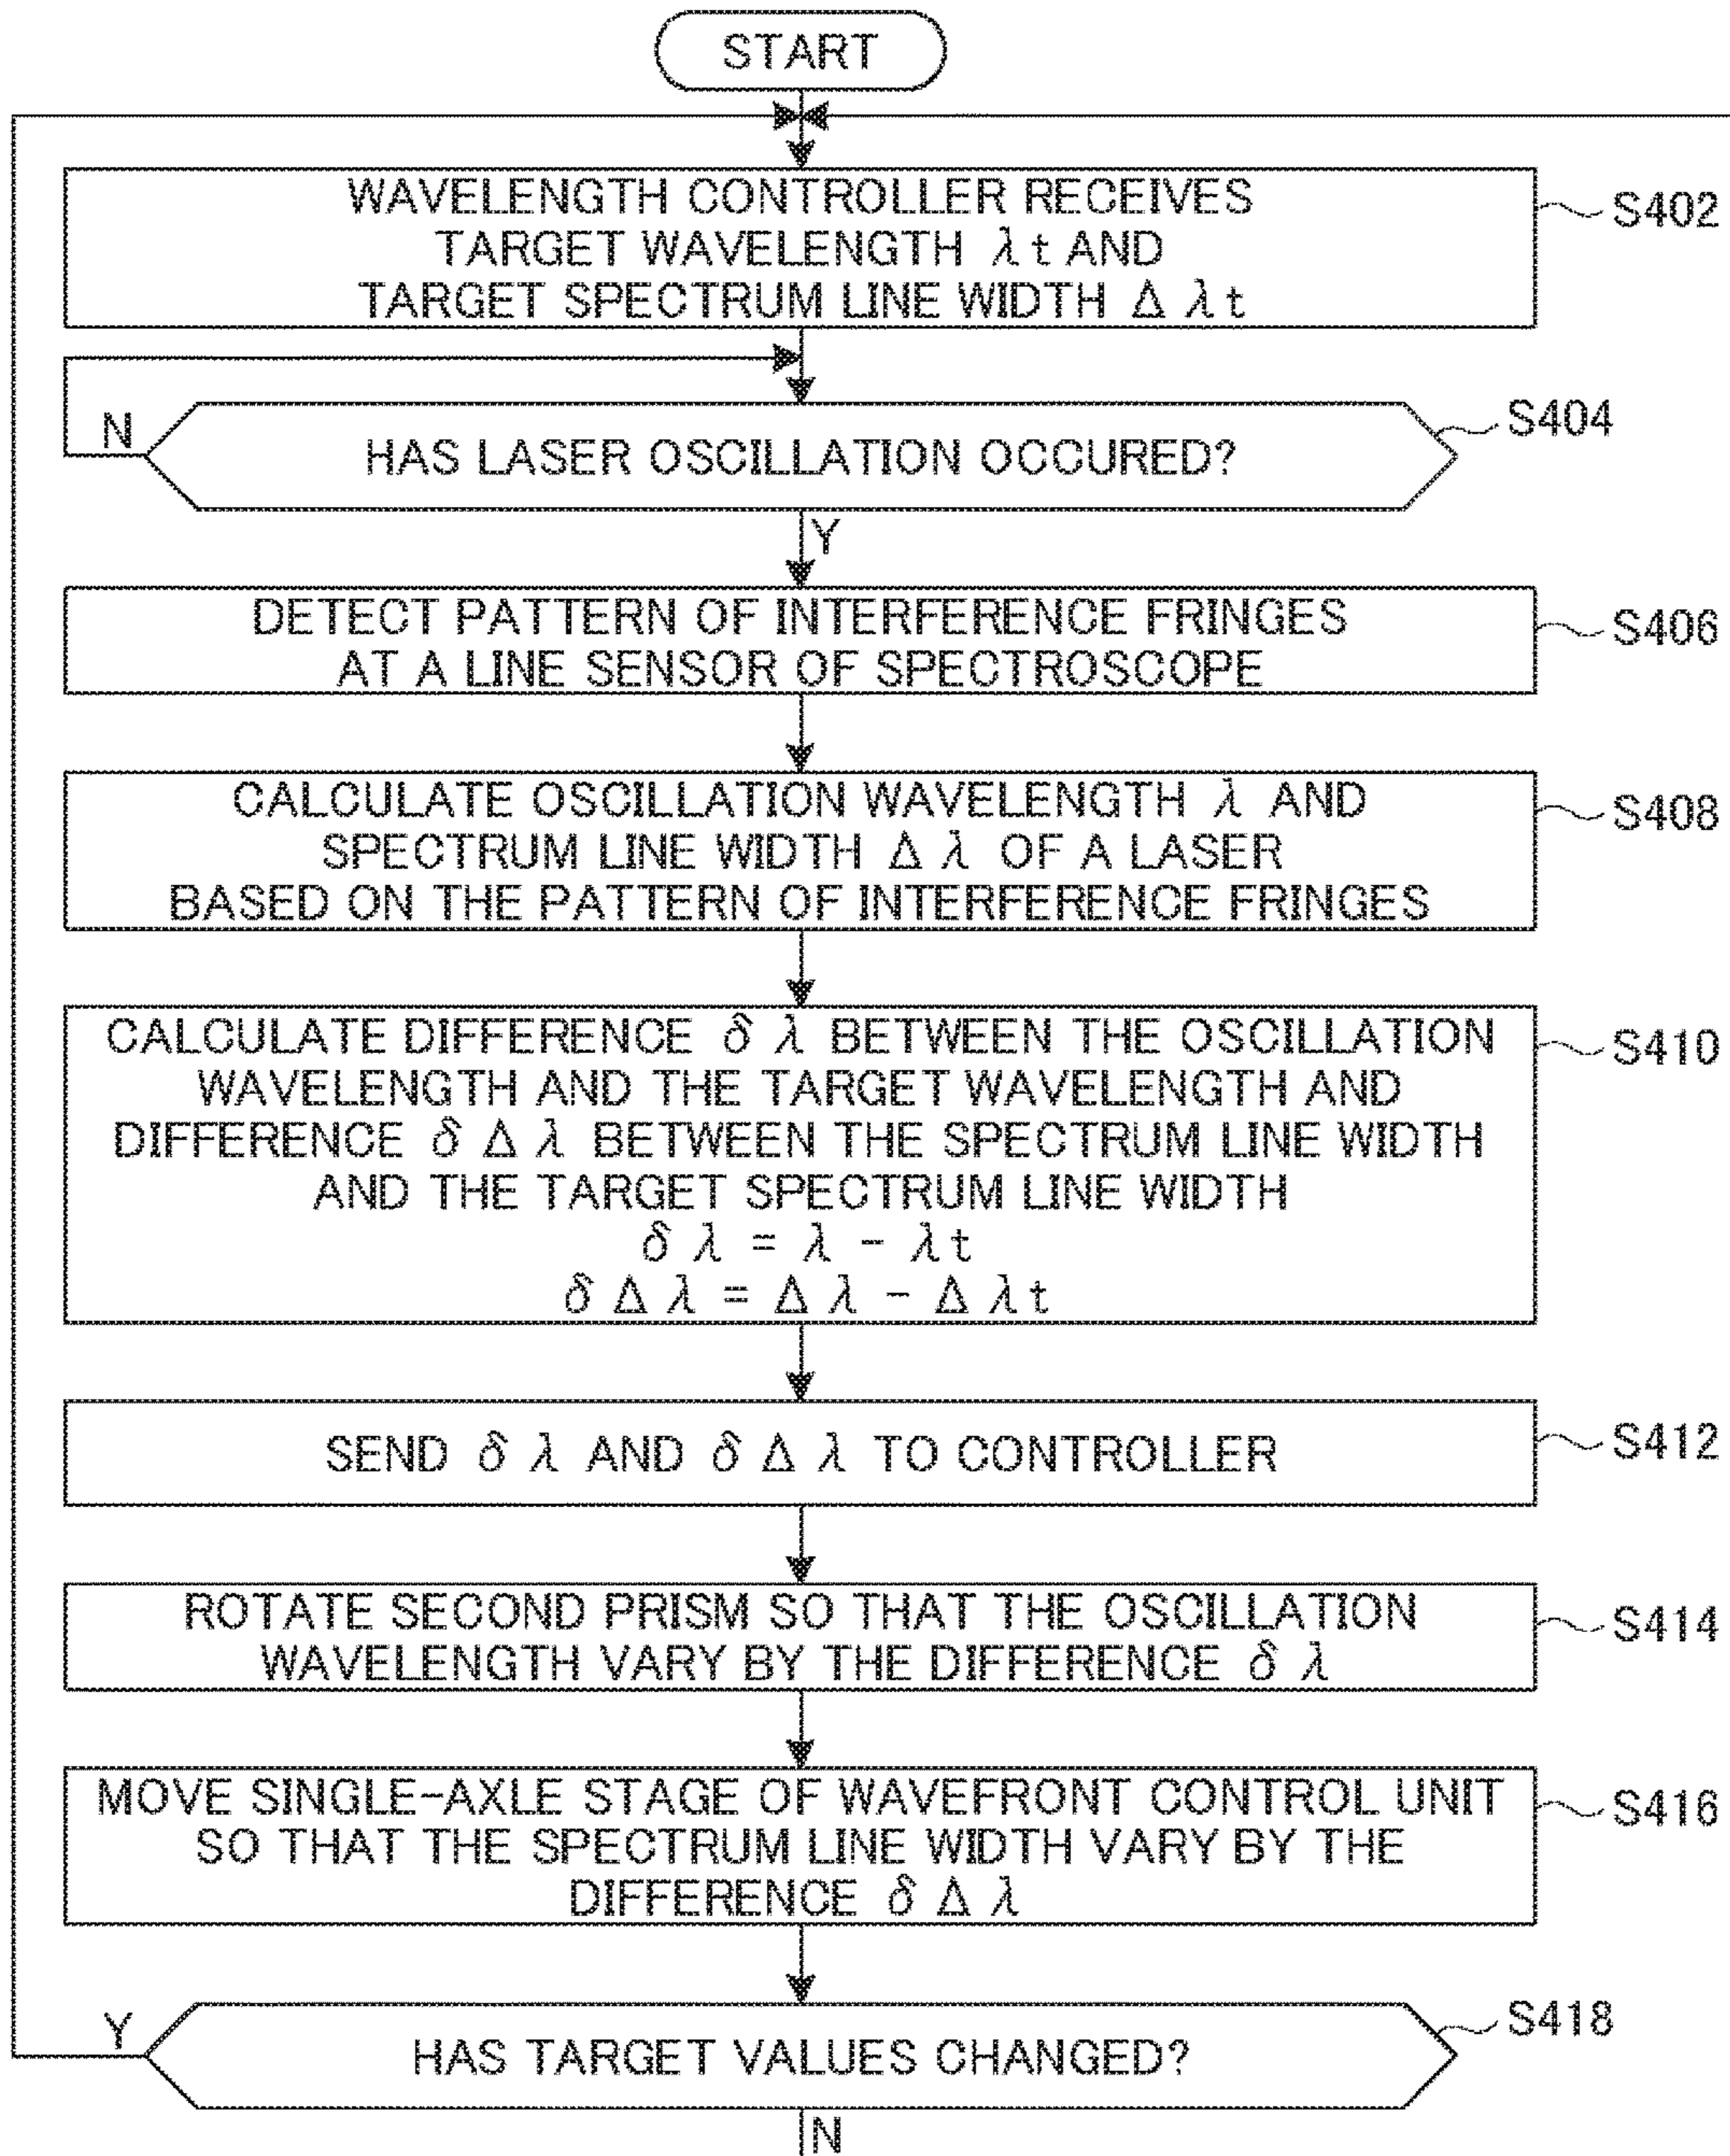 START
WAVELENGTH CONTROLLER RECEIVES
TARGET WAVELENGTH λt AND
TARGET SPECTRUM LINE WIDTH Δλt
S402
N
HAS LASER OSCILLATION OCCURED?
S404
Y
DETECT PATTERN OF INTERFERENCE FRINGES
AT A LINE SENSOR OF SPECTROSCOPE
S406
CALCULATE OSCILLATION WAVELENGTH λ AND
SPECTRUM LINE WIDTH Δλ OF A LASER
BASED ON THE PATTERN OF INTERFERENCE FRINGES
S408
CALCULATE DIFFERENCE δλ BETWEEN THE OSCILLATION
WAVELENGTH AND THE TARGET WAVELENGTH AND
DIFFERENCE δΔλ BETWEEN THE SPECTRUM LINE WIDTH
AND THE TARGET SPECTRUM LINE WIDTH
δλ = λ - λt
δΔλ = Δλ - Δλt
S410
SEND δλ AND δΔλ TO CONTROLLER
S412
ROTATE SECOND PRISM SO THAT THE OSCILLATION
WAVELENGTH VARY BY THE DIFFERENCE δλ
S414
MOVE SINGLE-AXLE STAGE OF WAVEFRONT CONTROL UNIT
SO THAT THE SPECTRUM LINE WIDTH VARY BY THE
DIFFERENCE δΔλ
S416
Y
HAS TARGET VALUES CHANGED?
S418
N